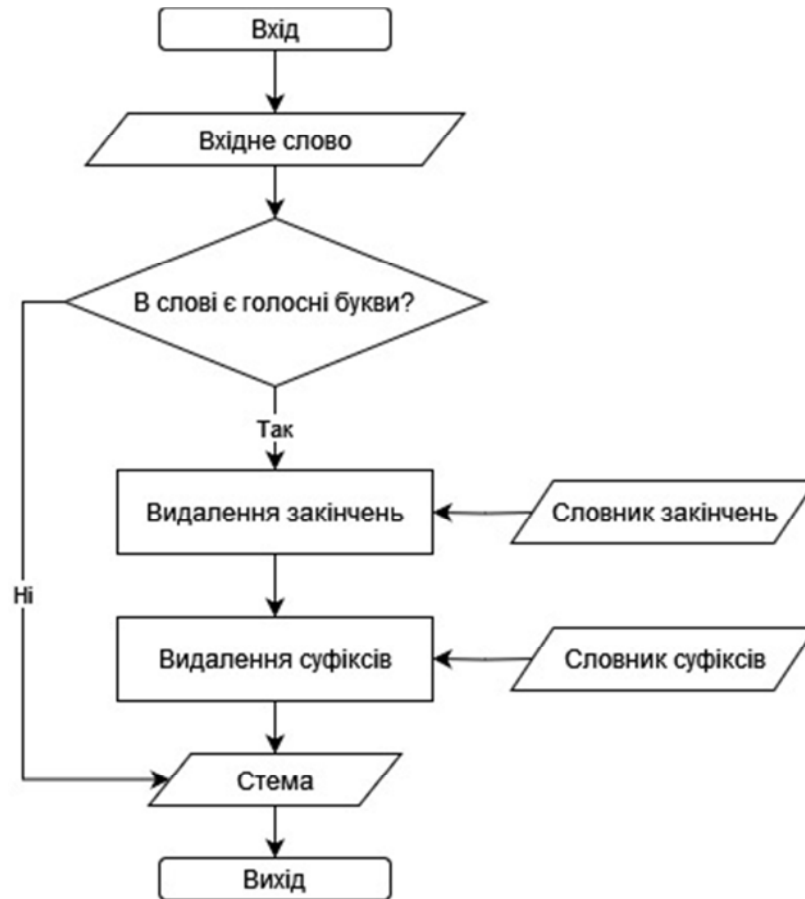 Вхід
Вхідне слово
В слові є голосні букви?
Так
Видалення закінчень
Словник закінчень
Ні
Видалення суфіксів
Словник суфіксів
Стема
Вихід